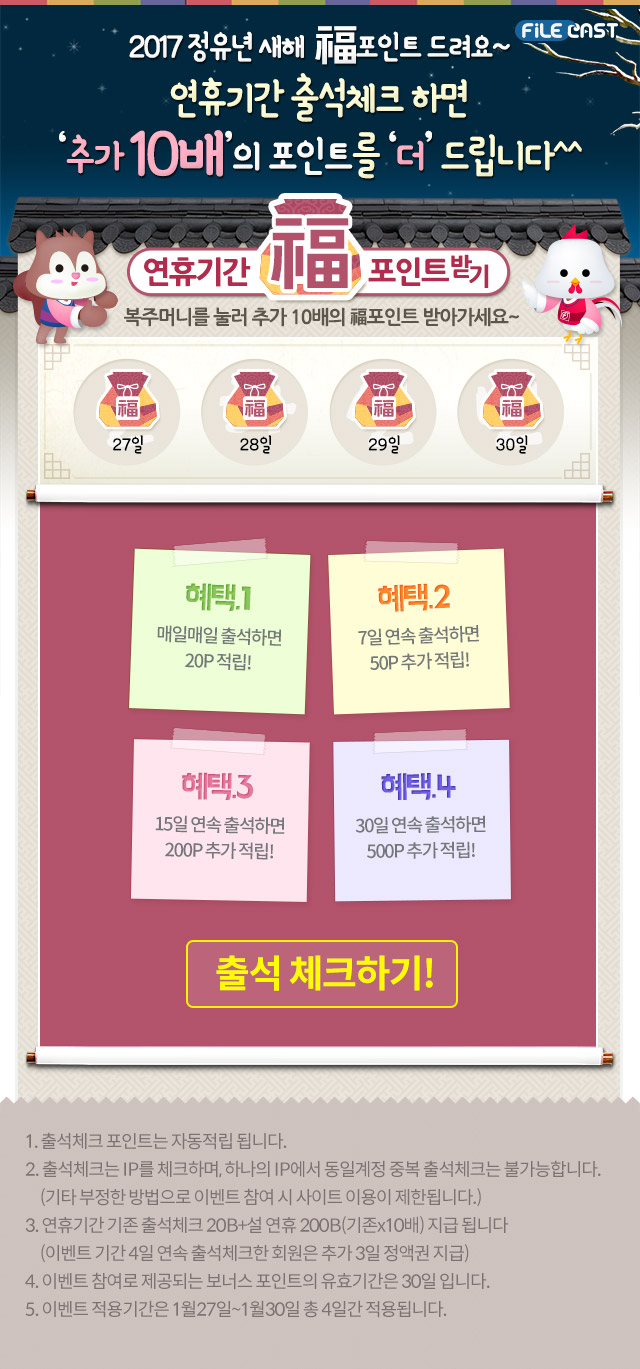 FiLE CAST
2017 정유년 새해 福포인트 드려요~
연휴기간 출석체크 하면
‘추가 10배’의 포인트를 ‘더’ 드립니다^^
연휴기간 福 포인트받기
복주머니를 눌러 추가 10배의 福포인트 받아가세요~
福 福 福 福
27일 28일 29일 30일
혜택.1
매일매일 출석하면
20P 적립!
혜택.2
7일 연속 출석하면
50P 추가 적립!
혜택.3
15일 연속 출석하면
200P 추가 적립!
혜택.4
30일 연속 출석하면
500P 추가 적립!
출석 체크하기!
1. 출석체크 포인트는 자동적립 됩니다.
2. 출석체크는 IP를 체크하며, 하나의 IP에서 동일계정 중복 출석체크는 불가능합니다.
(기타 부정한 방법으로 이벤트 참여 시 사이트 이용이 제한됩니다.)
3. 연휴기간 기존 출석체크 20B+설 연휴 200B(기존x10배) 지급 됩니다
(이벤트 기간 4일 연속 출석체크한 회원은 추가 3일 정액권 지급)
4. 이벤트 참여로 제공되는 보너스 포인트의 유효기간은 30일 입니다.
5. 이벤트 적용기간은 1월27일~1월30일 총 4일간 적용됩니다.